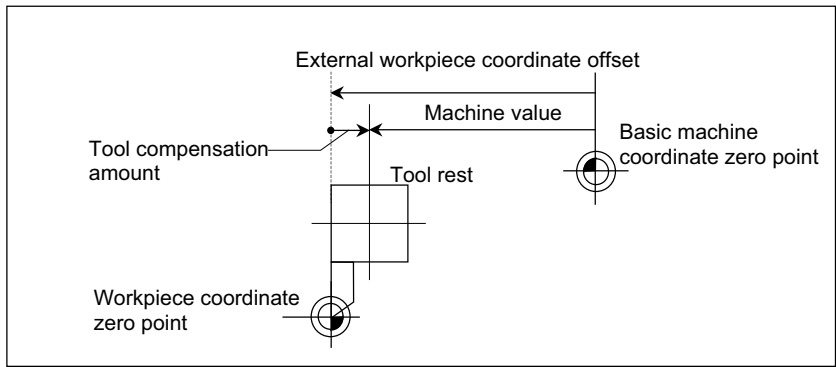 External workpiece coordinate offset
Machine value
Basic machine
coordinate zero point
Tool compensation
amount
Tool rest
Workpiece coordinate
zero point